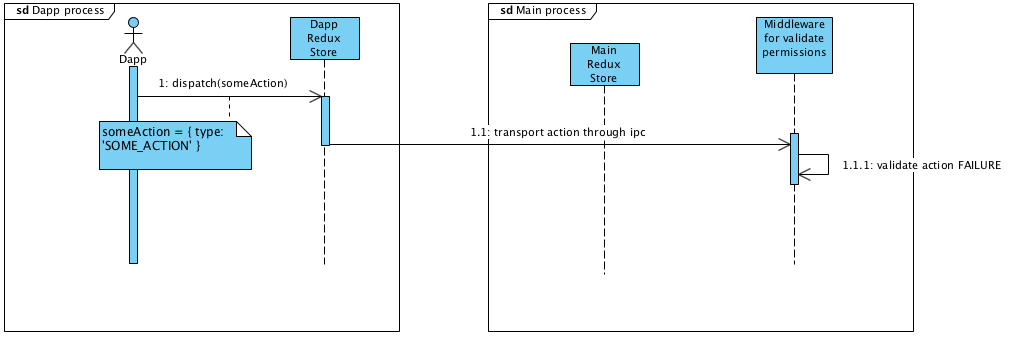 sd Dapp process
Dapp
Dapp
Redux
Store
1: dispatch(someAction)
someAction = { type:
'SOME_ACTION' }
sd Main process
Main
Redux
Store
Middleware
for validate
permissions
1.1: transport action through ipc
1.1.1: validate action FAILURE